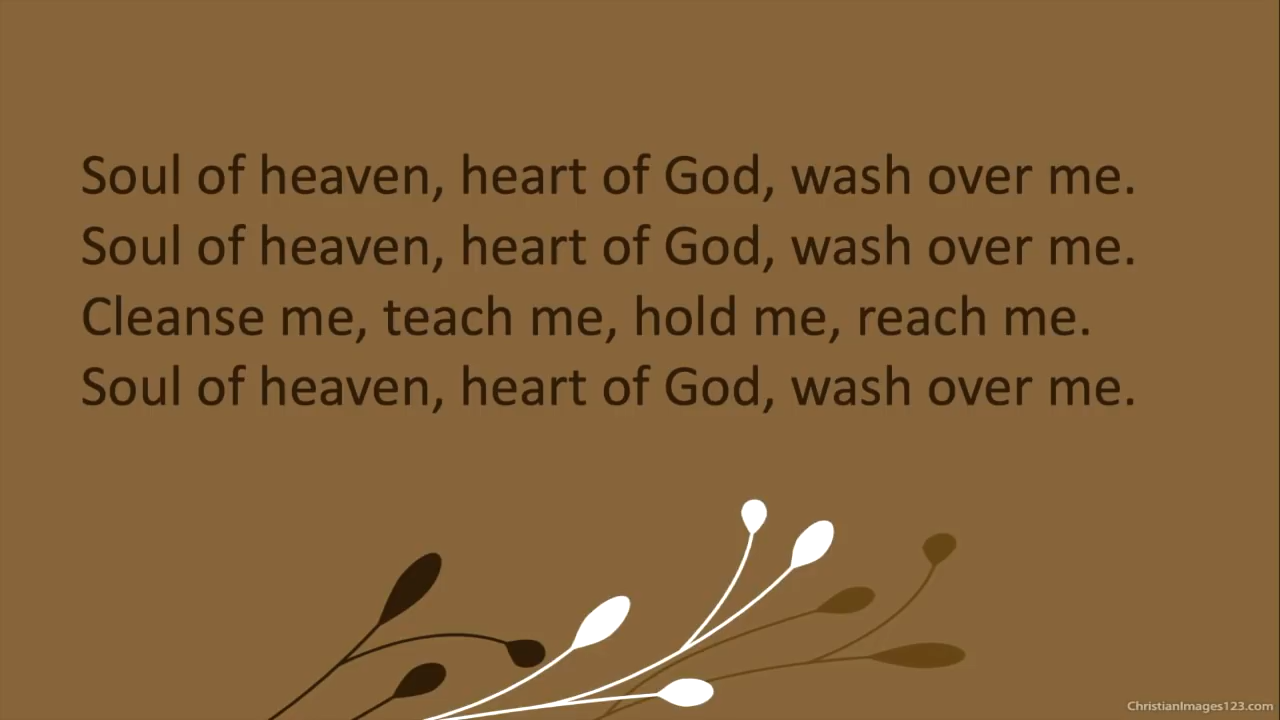 Soul of heaven, heart of God, wash over me.
Soul of heaven, heart of God, wash over me.
Cleanse me, teach me, hold me, reach me.
Soul of heaven, heart of God, wash over me.
ChristianImages123.com